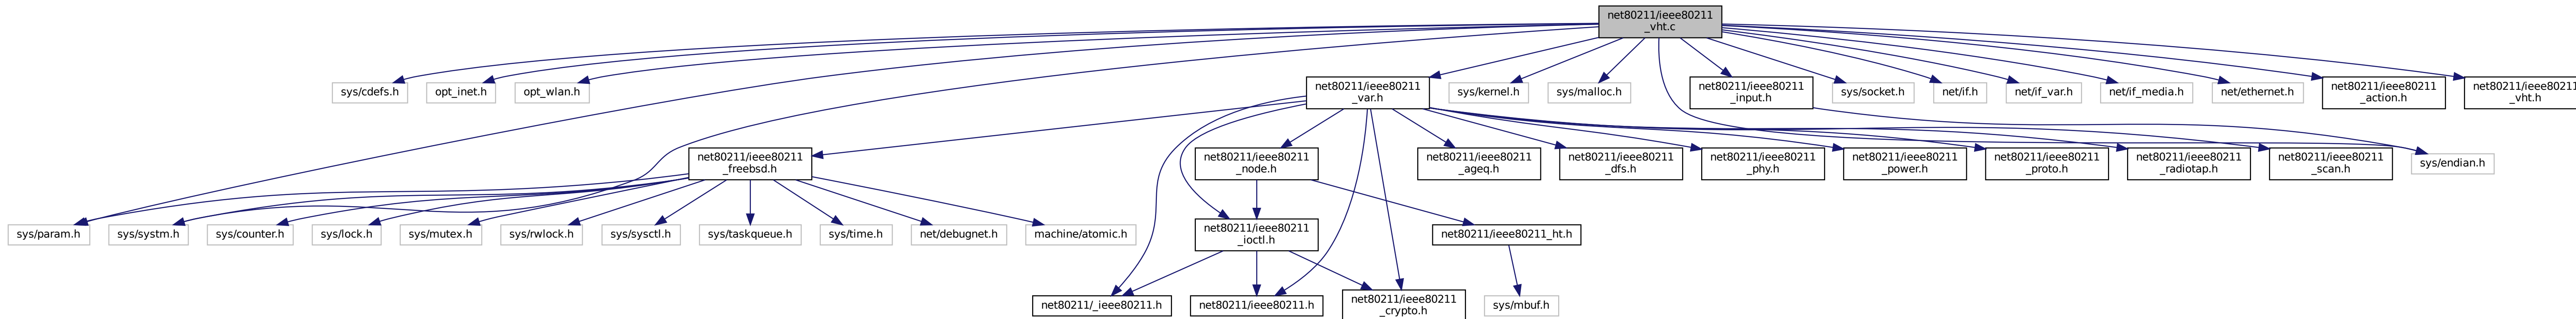 net80211/ieee80211
_vht.c
sys/cdefs.h
opt_inet.h
opt_wlan.h
net80211/ieee80211
_var.h
sys/kernel.h
sys/malloc.h
net80211/ieee80211
_input.h
sys/socket.h
net/if.h
net/if_var.h
net/if_media.h
net/ethernet.h
net80211/ieee80211
_action.h
net80211/ieee80211
_vht.h
net80211/ieee80211
_freebsd.h
net80211/ieee80211
_node.h
net80211/ieee80211
_ageq.h
net80211/ieee80211
_dfs.h
net80211/ieee80211
_phy.h
net80211/ieee80211
_power.h
net80211/ieee80211
_proto.h
net80211/ieee80211
_radiotap.h
net80211/ieee80211
_scan.h
sys/endian.h
sys/param.h
sys/systm.h
sys/counter.h
sys/lock.h
sys/mutex.h
sys/rwlock.h
sys/sysctl.h
sys/taskqueue.h
sys/time.h
net/debugnet.h
machine/atomic.h
net80211/ieee80211
_ioctl.h
net80211/ieee80211_ht.h
net80211/_ieee80211.h
net80211/ieee80211.h
net80211/ieee80211
_crypto.h
sys/mbuf.h